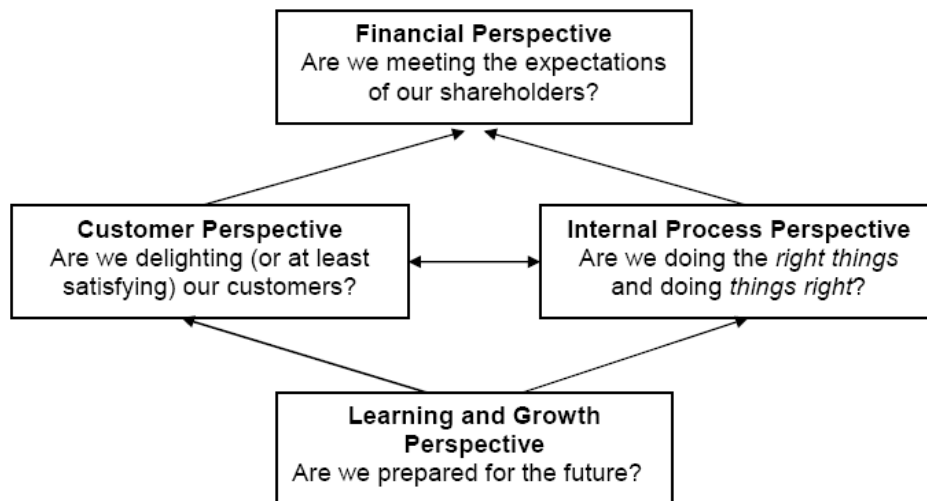 Financial Perspective
Are we meeting the expectations
of our shareholders?
Customer Perspective
Are we delighting (or at least
satisfying) our customers?
Internal Process Perspective
Are we doing the right things
and doing things right?
Learning and Growth
Perspective
Are we prepared for the future?